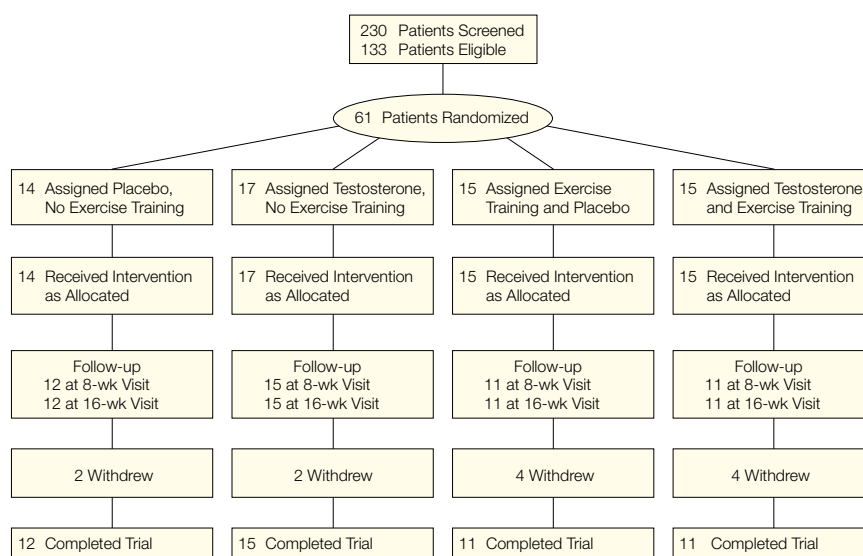 230 Patients Screened
133 Patients Eligible
61 Patients Randomized
14 Assigned Placebo,
No Exercise Training
17 Assigned Testosterone,
No Exercise Training
15 Assigned Exercise
Training and Placebo
15 Assigned Testosterone
and Exercise Training
14 Received Intervention
as Allocated
17 Received Intervention
as Allocated
15 Received Intervention
as Allocated
15 Received Intervention
as Allocated
Follow-up
12 at 8-wk Visit
12 at 16-wk Visit
Follow-up
15 at 8-wk Visit
15 at 16-wk Visit
Follow-up
11 at 8-wk Visit
11 at 16-wk Visit
Follow-up
11 at 8-wk Visit
11 at 16-wk Visit
2 Withdrew
2 Withdrew
4 Withdrew
4 Withdrew
12 Completed Trial
15 Completed Trial
11 Completed Trial
11 Completed Trial